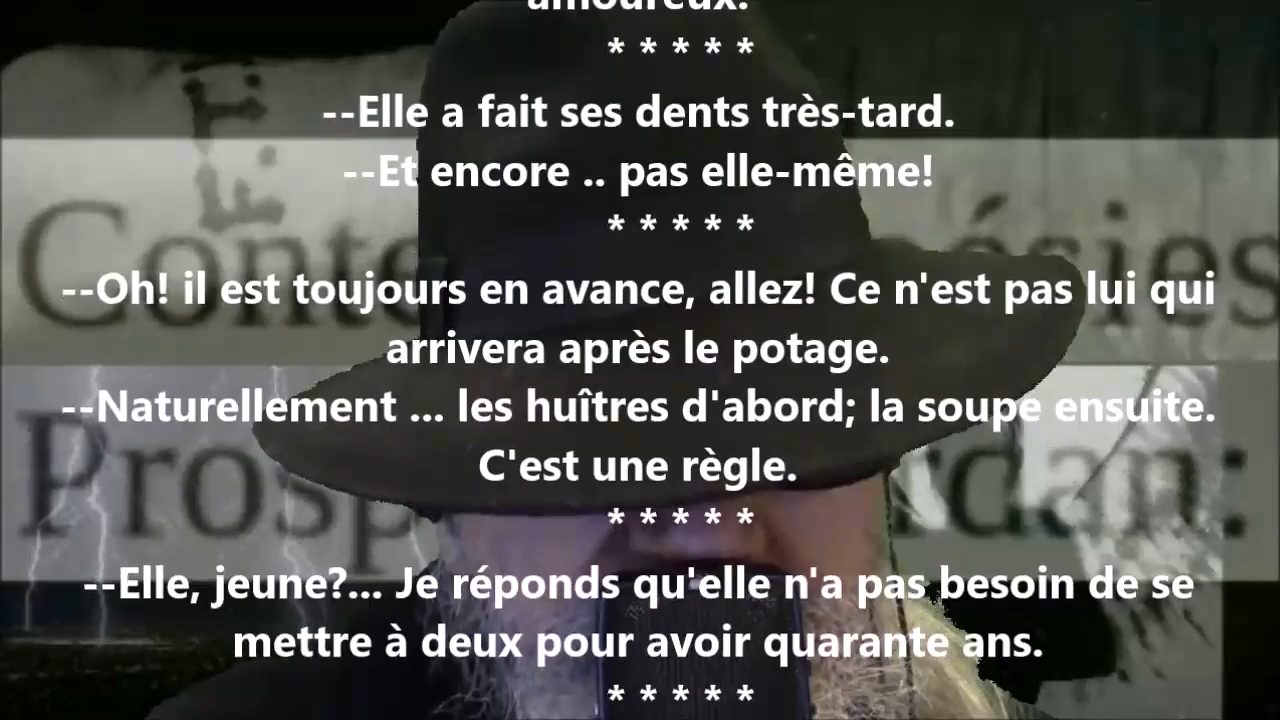 amoureux.
* * * * *
--Elle a fait ses dents très-tard.
--Et encore .. pas elle-même!
* * * * *
--Oh! il est toujours en avance, allez! Ce n'est pas lui qui
arrivera après le potage.
--Naturellement ... les huîtres d'abord; la soupe ensuite.
C'est une règle.
* * * * *
--Elle, jeune?... Je réponds qu'elle n'a pas besoin de se
mettre à deux pour avoir quarante ans.
* * * * *